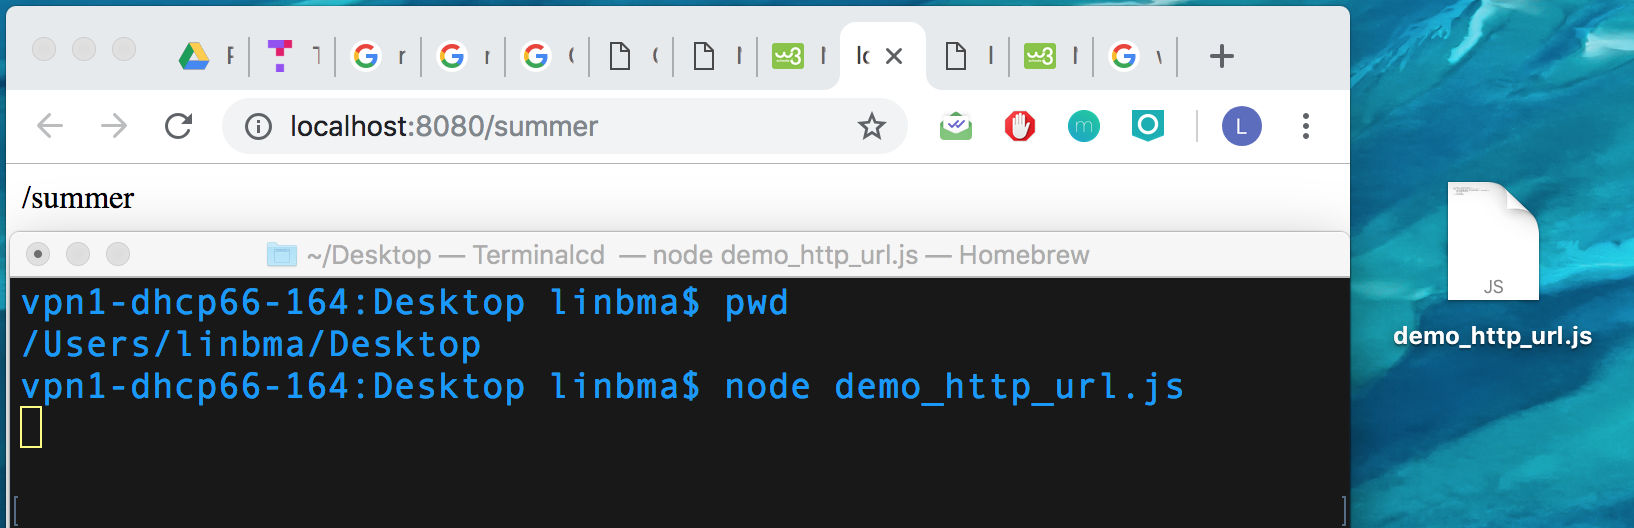 localhost:8080/summer
L
/summer
~/Desktop — Terminalcd — node demo_http_url.js — Homebrew
vpn1-dhcp66-164:Desktop linbma$ pwd
/Users/linbma/Desktop
vpn1-dhcp66-164:Desktop linbma$ node demo_http_url.js
JS
demo_http_url.js